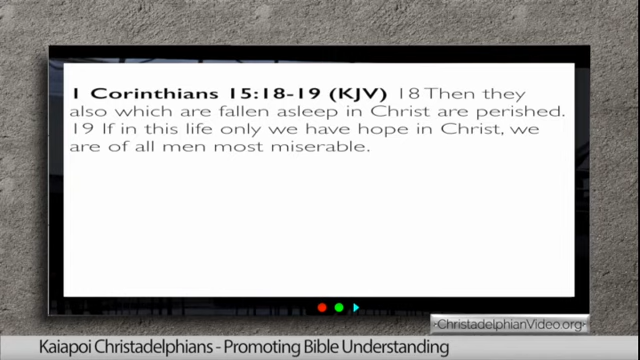 1 Corinthians 15:18-19 (KJV) 18 Then they
also which are fallen asleep in Christ are perished.
19 If in this life only we have hope in Christ, we
are of all men most miserable.
ChristadelphianVideo.org
Kaiapoi Christadelphians - Promoting Bible Understanding